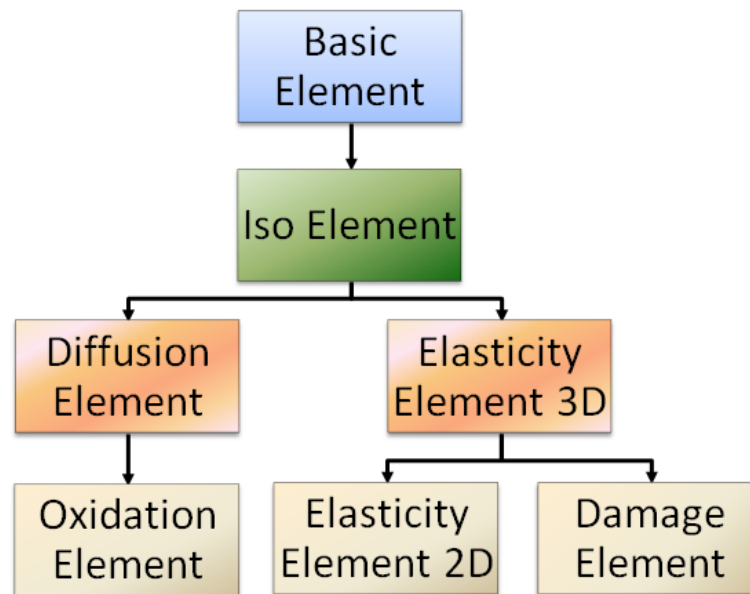 Basic
Element
Iso Element
Diffusion
Element
Elasticity
Element 3D
Oxidation
Element
Elasticity
Element 2D
Damage
Element